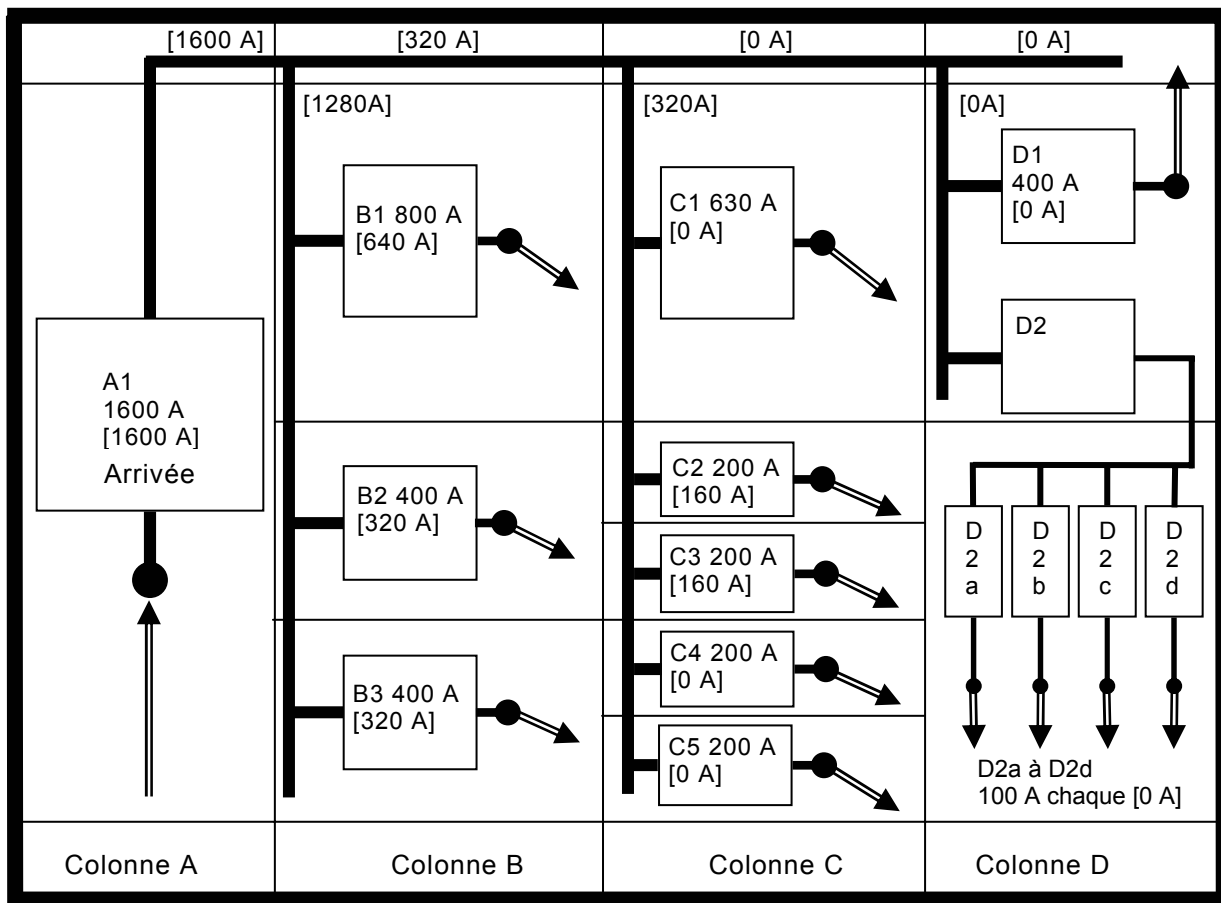 [1600 A]
[320 A]
[0 A]
[0 A]
[1280A]
[320A]
[0A]
A1
1600 A
[1600 A]
Arrivée
B1 800 A
[640 A]
B2 400 A
[320 A]
B3 400 A
[320 A]
C1 630 A
[0 A]
C2 200 A
[160 A]
C3 200 A
[160 A]
C4 200 A
[0 A]
C5 200 A
[0 A]
D1
400 A
[0 A]
D2
D
2
a
D
2
b
D
2
c
D
2
d
D2a à D2d
100 A chaque [0 A]
Colonne A
Colonne B
Colonne C
Colonne D